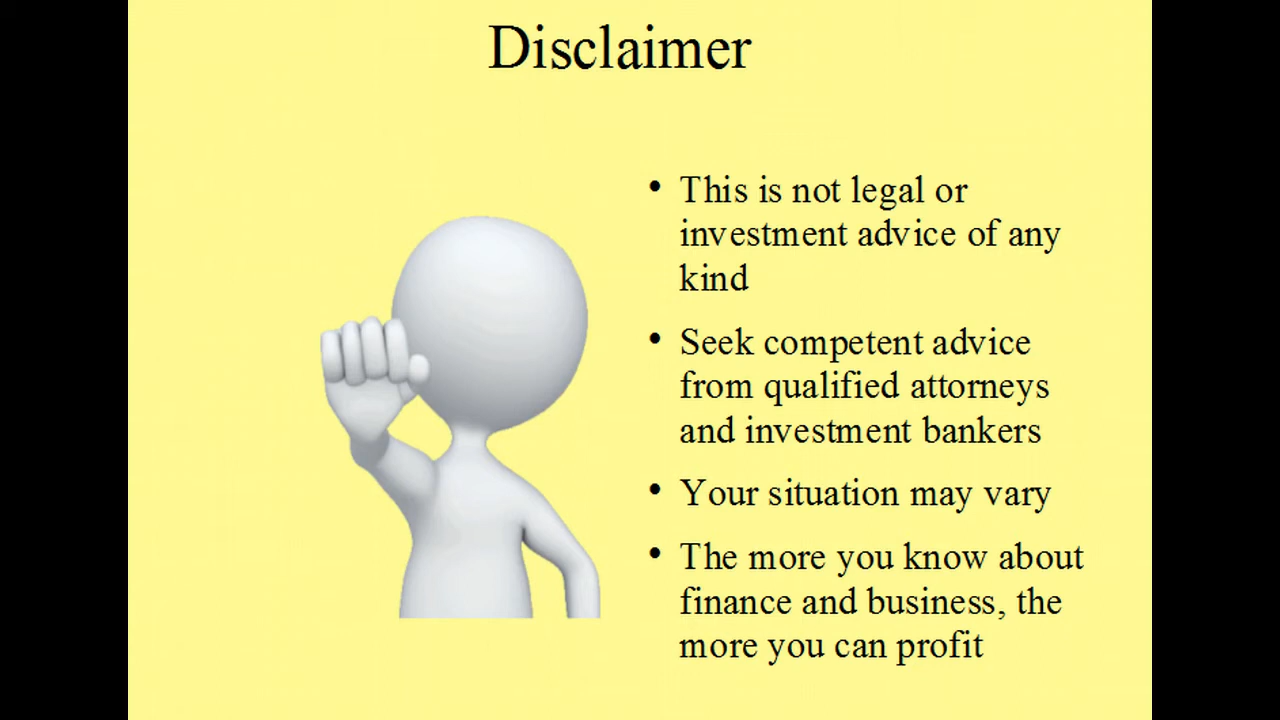 Disclaimer
• This is not legal or
investment advice of any
kind
• Seek competent advice
from qualified attorneys
and investment bankers
• Your situation may vary
• The more you know about
finance and business, the
more you can profit